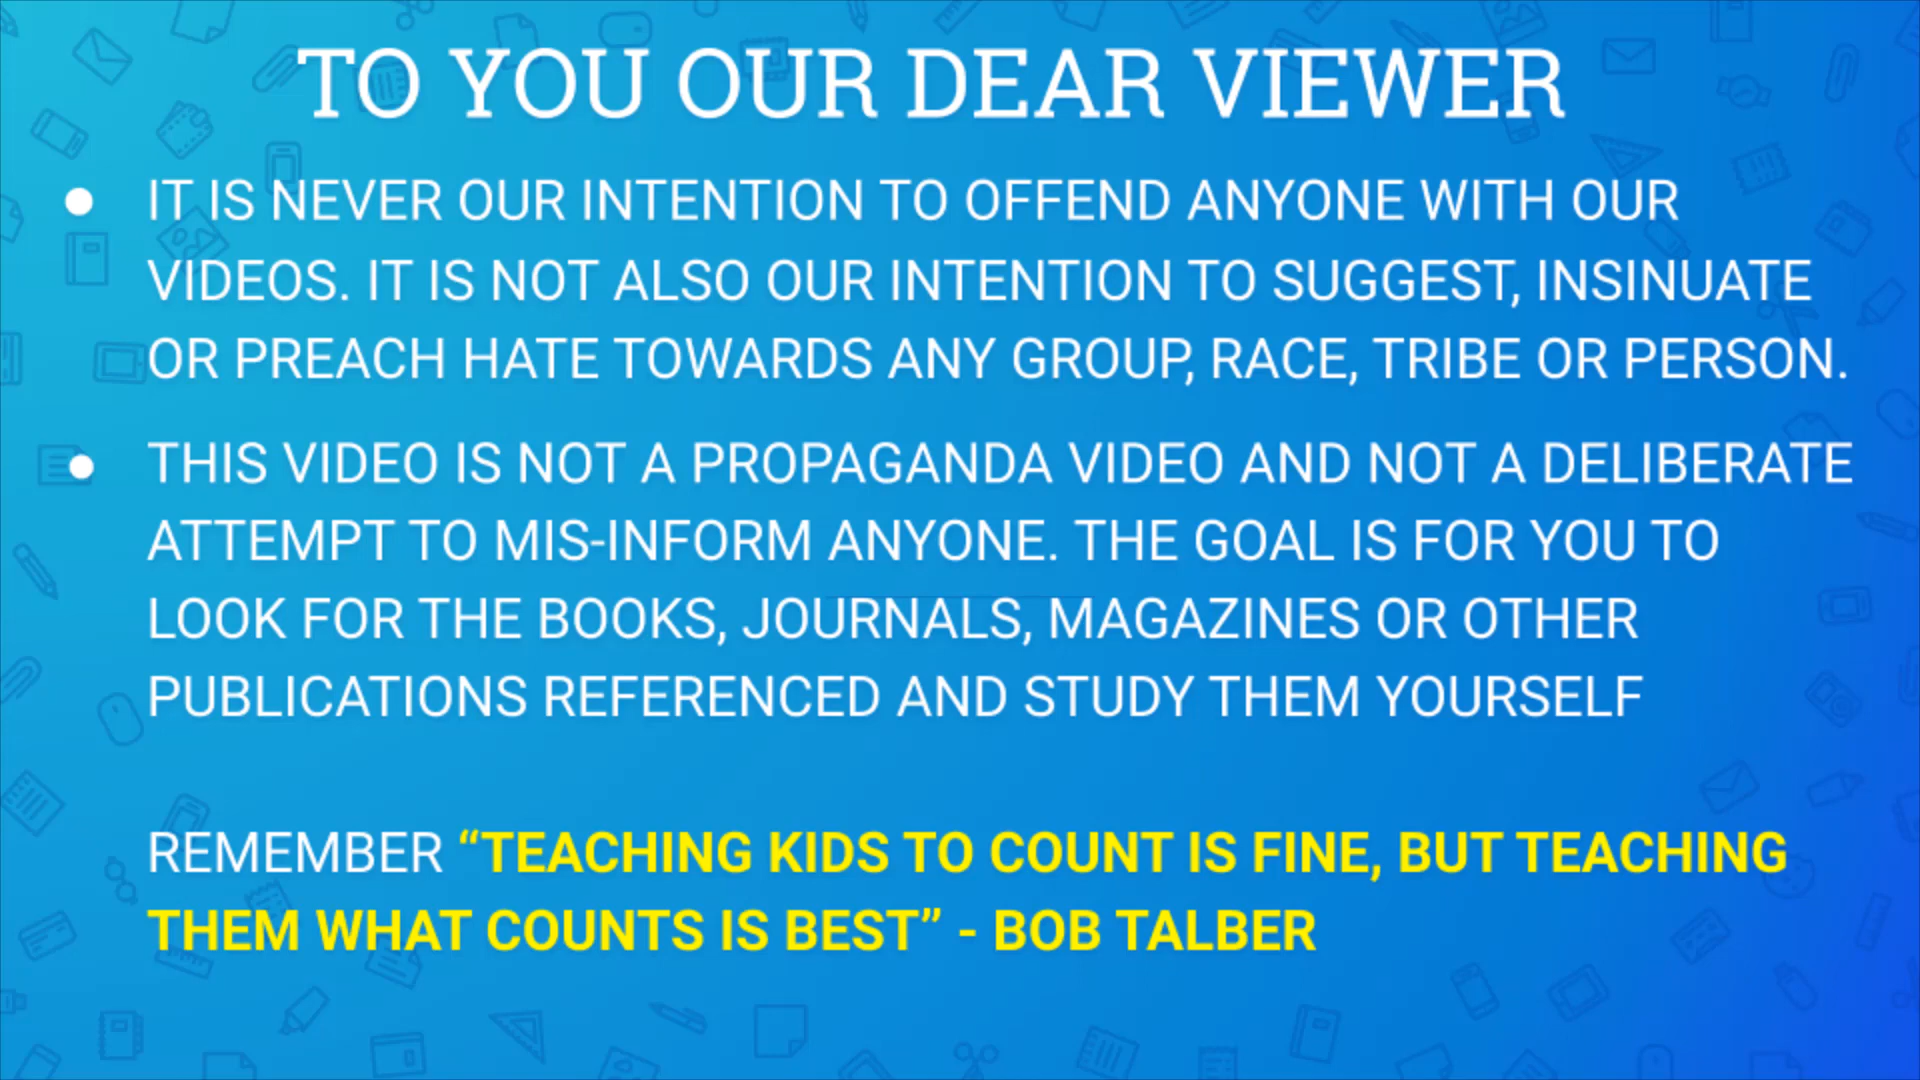 TO YOU OUR DEAR VIEWER
● IT IS NEVER OUR INTENTION TO OFFEND ANYONE WITH OUR
VIDEOS. IT IS NOT ALSO OUR INTENTION TO SUGGEST, INSINUATE
OR PREACH HATE TOWARDS ANY GROUP, RACE, TRIBE OR PERSON.
● THIS VIDEO IS NOT A PROPAGANDA VIDEO AND NOT A DELIBERATE
ATTEMPT TO MIS-INFORM ANYONE. THE GOAL IS FOR YOU TO
LOOK FOR THE BOOKS, JOURNALS, MAGAZINES OR OTHER
PUBLICATIONS REFERENCED AND STUDY THEM YOURSELF
REMEMBER “TEACHING KIDS TO COUNT IS FINE, BUT TEACHING
THEM WHAT COUNTS IS BEST” - BOB TALBER